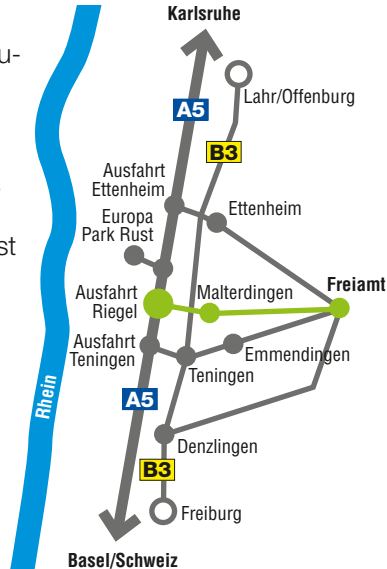 Karlsruhe
u-
Lahr/Offenburg
A5
B3
Ausfahrt
Ettenheim
Ettenheim
Europa
Park Rust
st
Ausfahrt
Riegel
Malterdingen
Freiamt
Ausfahrt
Teningen
Emmendingen
Teningen
Rhein
A5
Denzlingen
B3
Freiburg
Basel/Schweiz